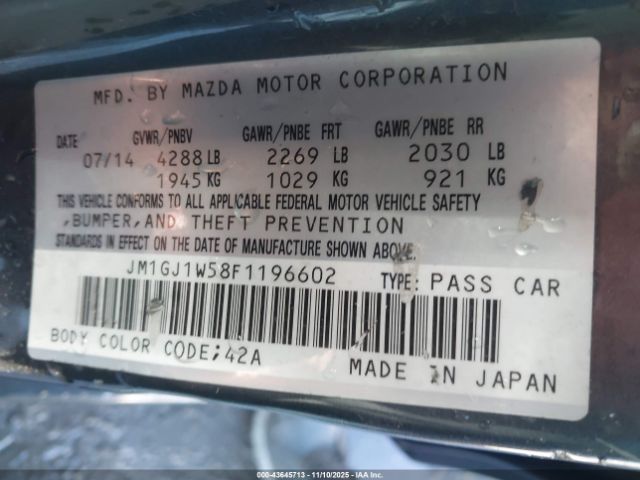 MFD. BY MAZDA MOTOR CORPORATION
DATE GVWR/PNBV GAWR/PNBE FRT GAWR/PNBE RR
07/14 4288 LB 2269 LB 2030 LB
1945 KG 1029 KG 921 KG
THIS VEHICLE CONFORMS TO ALL APPLICABLE FEDERAL MOTOR VEHICLE SAFETY
,BUMPER,AND THEFT PREVENTION
STANDARDS IN EFFECT ON THE DATE OF MANUFACTURE SHOWN ABOVE.
JM1GJ1W58F1196602 TYPE: PASS CAR
BODY COLOR CODE;42A
MADE IN JAPAN
000-43645713 - 11/10/2025 - IAA Inc.